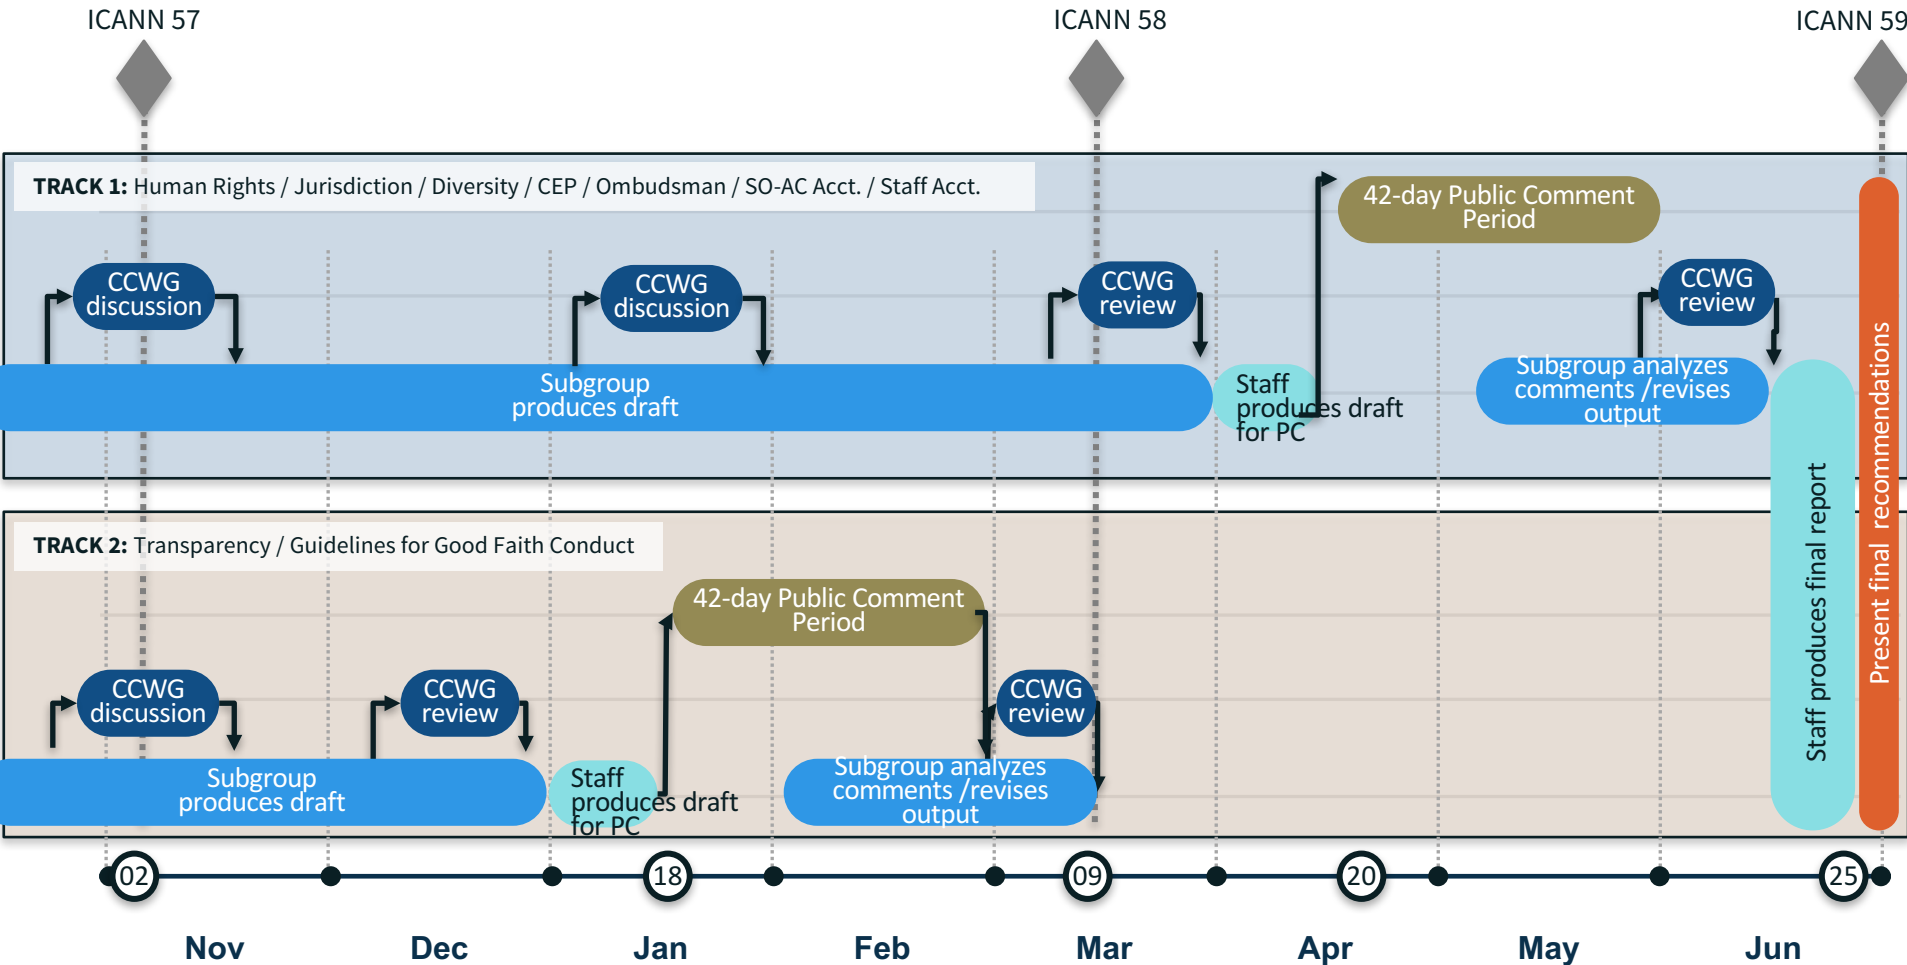 ICANN 57
ICANN 58
ICANN 59
TRACK 1: Human Rights / Jurisdiction / Diversity / CEP / Ombudsman / SO-AC Acct. / Staff Acct.
42-day Public Comment
Period
CCWG
discussion
CCWG
discussion
CCWG
review
CCWG
review
Subgroup
produces draft
Staff
produces draft
for PC
Subgroup analyzes
comments /revises
output
Staff produces final report
Present final recommendations
TRACK 2: Transparency / Guidelines for Good Faith Conduct
42-day Public Comment
Period
CCWG
discussion
CCWG
review
CCWG
review
Subgroup
produces draft
Staff
produces draft
for PC
Subgroup analyzes
comments /revises
output
02
18
09
20
25
Nov
Dec
Jan
Feb
Mar
Apr
May
Jun